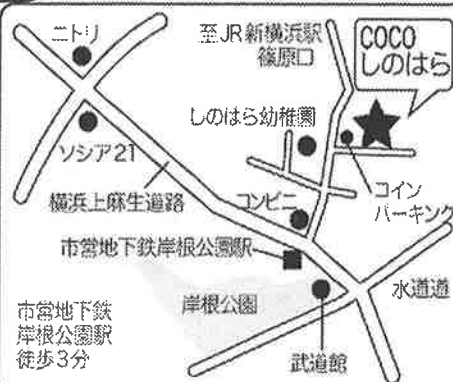 ニトリ
至JR新横浜駅
篠原口
COCO
しのはら
しのはら幼稚園
ソシア21
コイン
パーキング
横浜上麻生道路
コンビニ
市営地下鉄岸根公園駅
岸根公園
水道道
市営地下鉄
岸根公園駅
徒歩3分
武道館